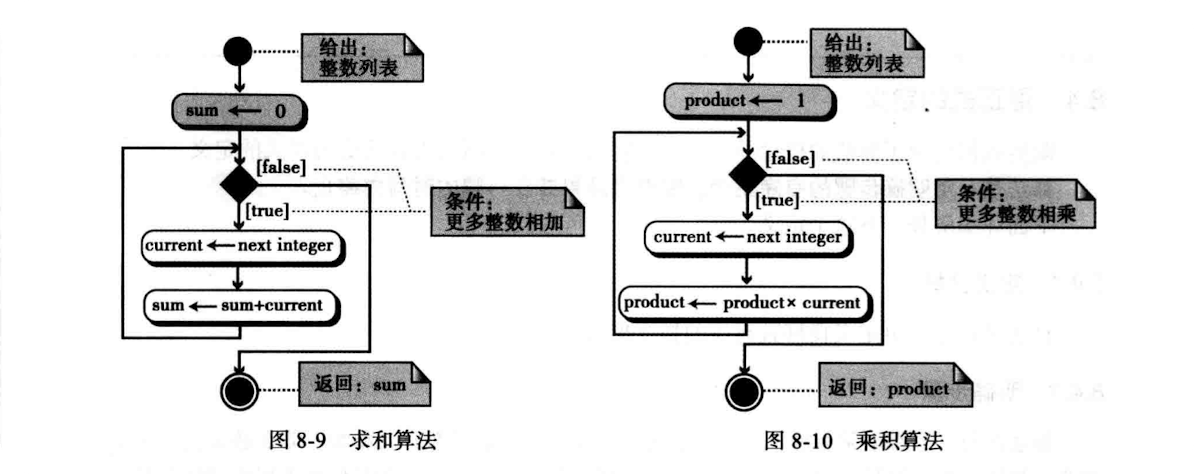 给出：
整数列表
sum ← 0
[false]
[true]
条件：
更多整数相加
current ← next integer
sum ← sum+current
返回：sum
图 8-9 求和算法
给出：
整数列表
product ← 1
[false]
[true]
条件：
更多整数相乘
current ← next integer
product ← product× current
返回：product
图 8-10 乘积算法